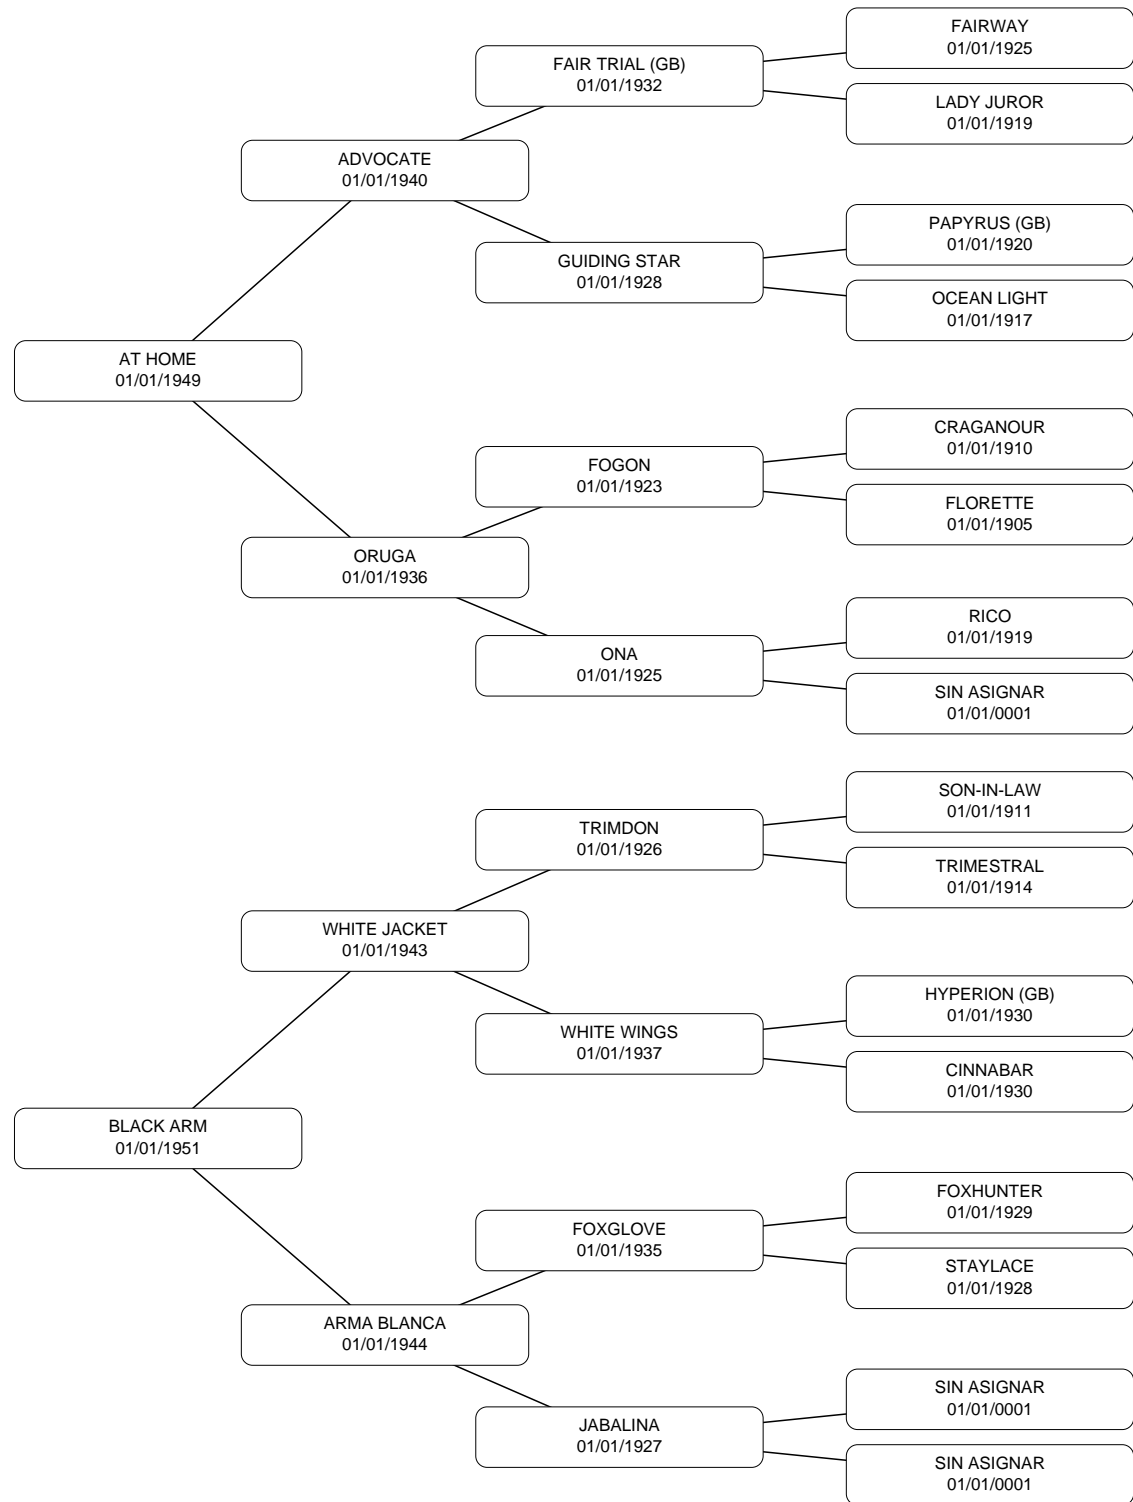 FAIRWAY
01/01/1925
FAIR TRIAL (GB)
01/01/1932
LADY JUROR
01/01/1919
ADVOCATE
01/01/1940
PAPYRUS (GB)
01/01/1920
GUIDING STAR
01/01/1928
OCEAN LIGHT
01/01/1917
AT HOME
01/01/1949
CRAGANOUR
01/01/1910
FOGON
01/01/1923
FLORETTE
01/01/1905
ORUGA
01/01/1936
RICO
01/01/1919
ONA
01/01/1925
SIN ASIGNAR
01/01/0001
SON-IN-LAW
01/01/1911
TRIMDON
01/01/1926
TRIMESTRAL
01/01/1914
WHITE JACKET
01/01/1943
HYPERION (GB)
01/01/1930
WHITE WINGS
01/01/1937
CINNABAR
01/01/1930
BLACK ARM
01/01/1951
FOXHUNTER
01/01/1929
FOXGLOVE
01/01/1935
STAYLACE
01/01/1928
ARMA BLANCA
01/01/1944
SIN ASIGNAR
01/01/0001
JABALINA
01/01/1927
SIN ASIGNAR
01/01/0001